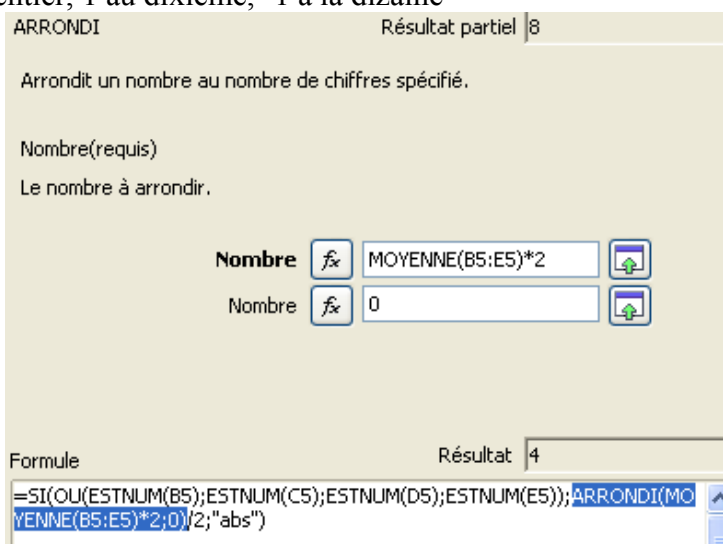 entier, 1 au dixième, -1 à la dizaine
ARRONDI Résultat partiel 8
Arrondit un nombre au nombre de chiffres spécifié.
Nombre(requis)
Le nombre à arrondir.
Nombre fx MOYENNE(B5:E5)*2
Nombre fx 0
Formule Résultat 4
=SI(OU(ESTNUM(B5);ESTNUM(C5);ESTNUM(D5);ESTNUM(E5));ARRONDI(MO
YENNE(B5:E5)*2;0)/2;"abs")